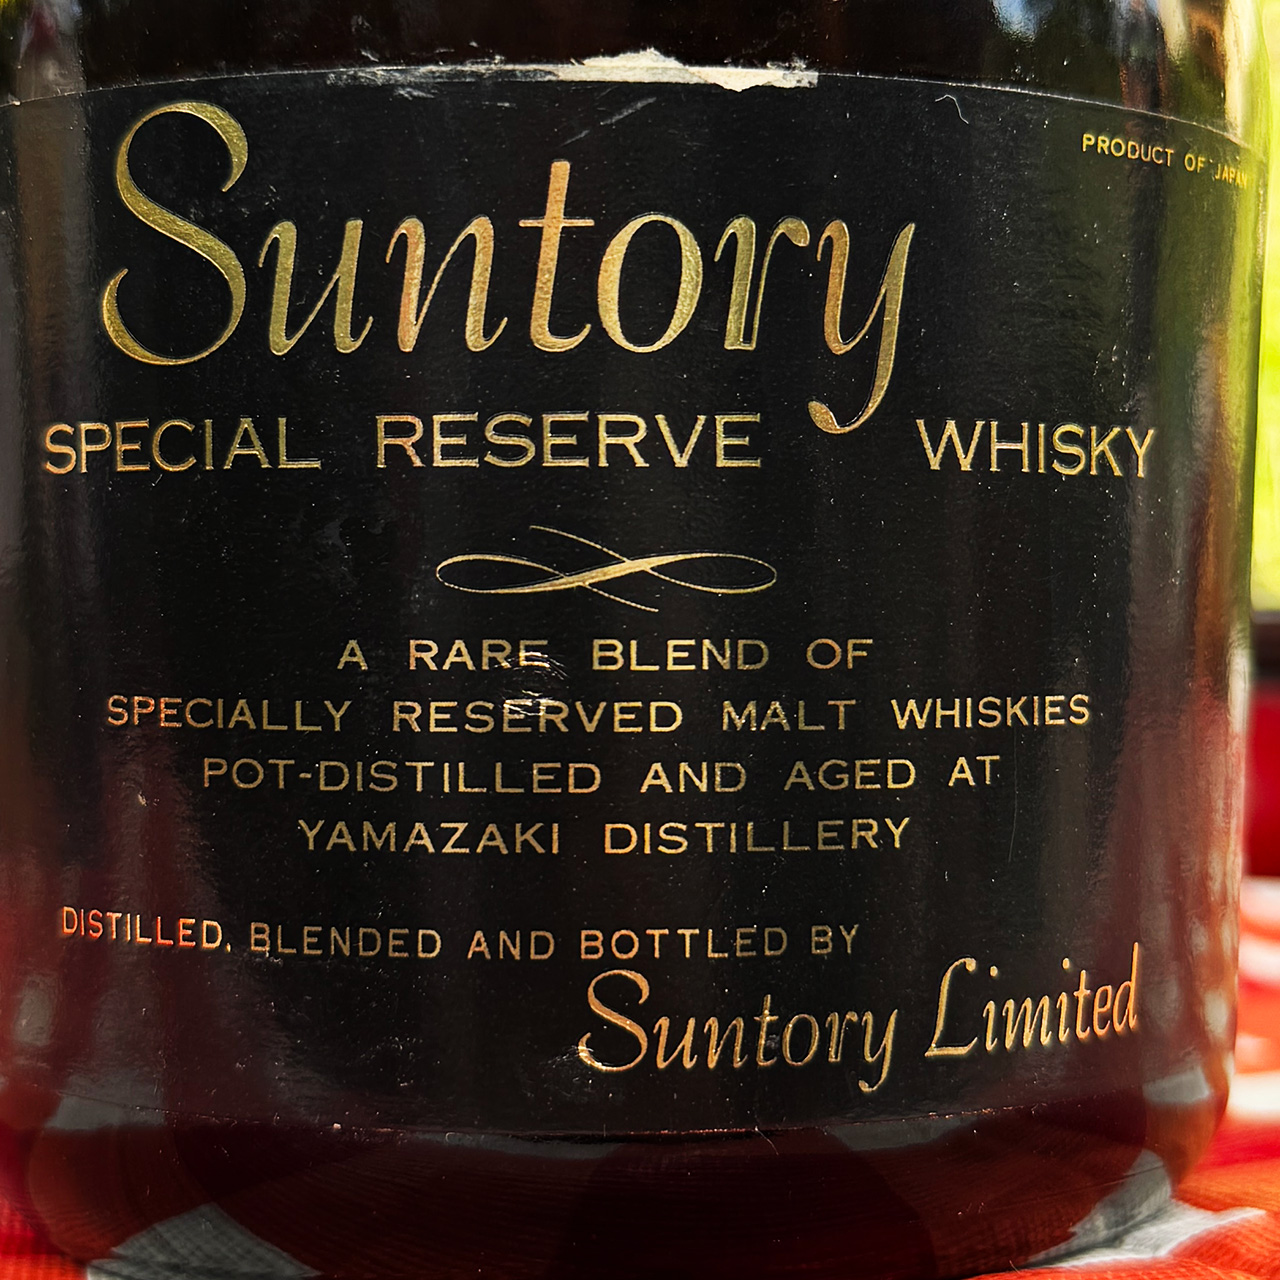 PRODUCT OF JAPAN
Suntory
SPECIAL RESERVE WHISKY
A RARE BLEND OF
SPECIALLY RESERVED MALT WHISKIES
POT-DISTILLED AND AGED AT
YAMAZAKI DISTILLERY
DISTILLED, BLENDED AND BOTTLED BY
Suntory Limited